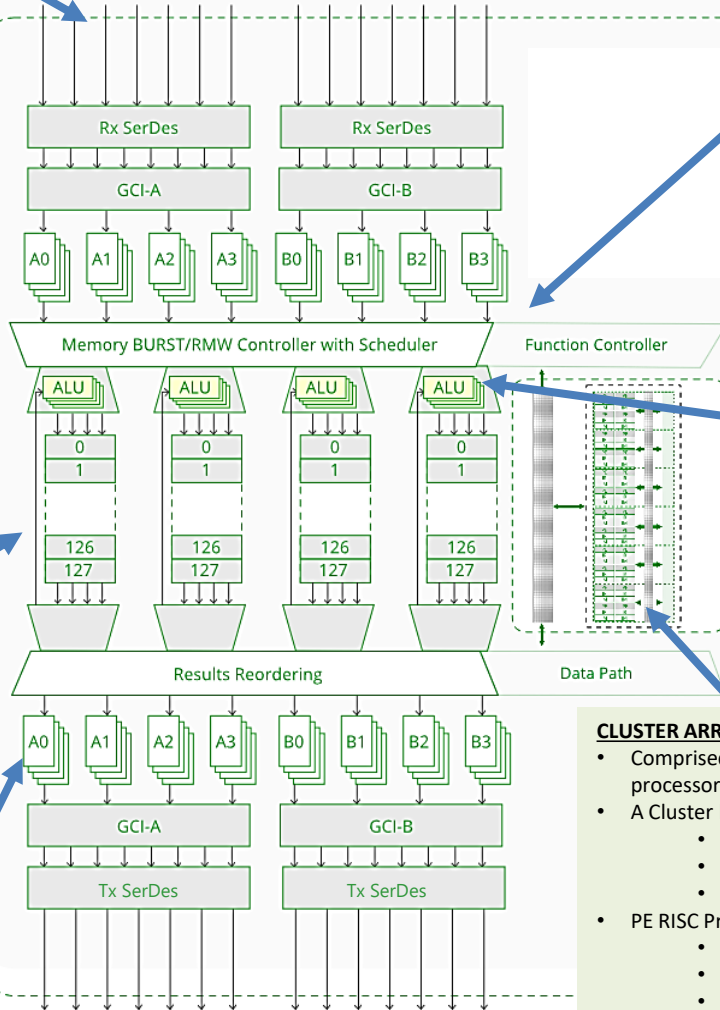 Rx SerDes Rx SerDes
GCI-A GCI-B
A0 A1 A2 A3 B0 B1 B2 B3
Memory BURST/RMW Controller with Scheduler Function Controller
ALU ALU ALU ALU
0 0 0 0
1 1 1 1
126 126 126 126
127 127 127 127
Results Reordering Data Path
A0 A1 A2 A3 B0 B1 B2 B3
GCI-A GCI-B
Tx SerDes Tx SerDes
CLUSTER ARR
• Comprised
processor
• A Cluster
•
•
•
• PE RISC Pr
•
•
•